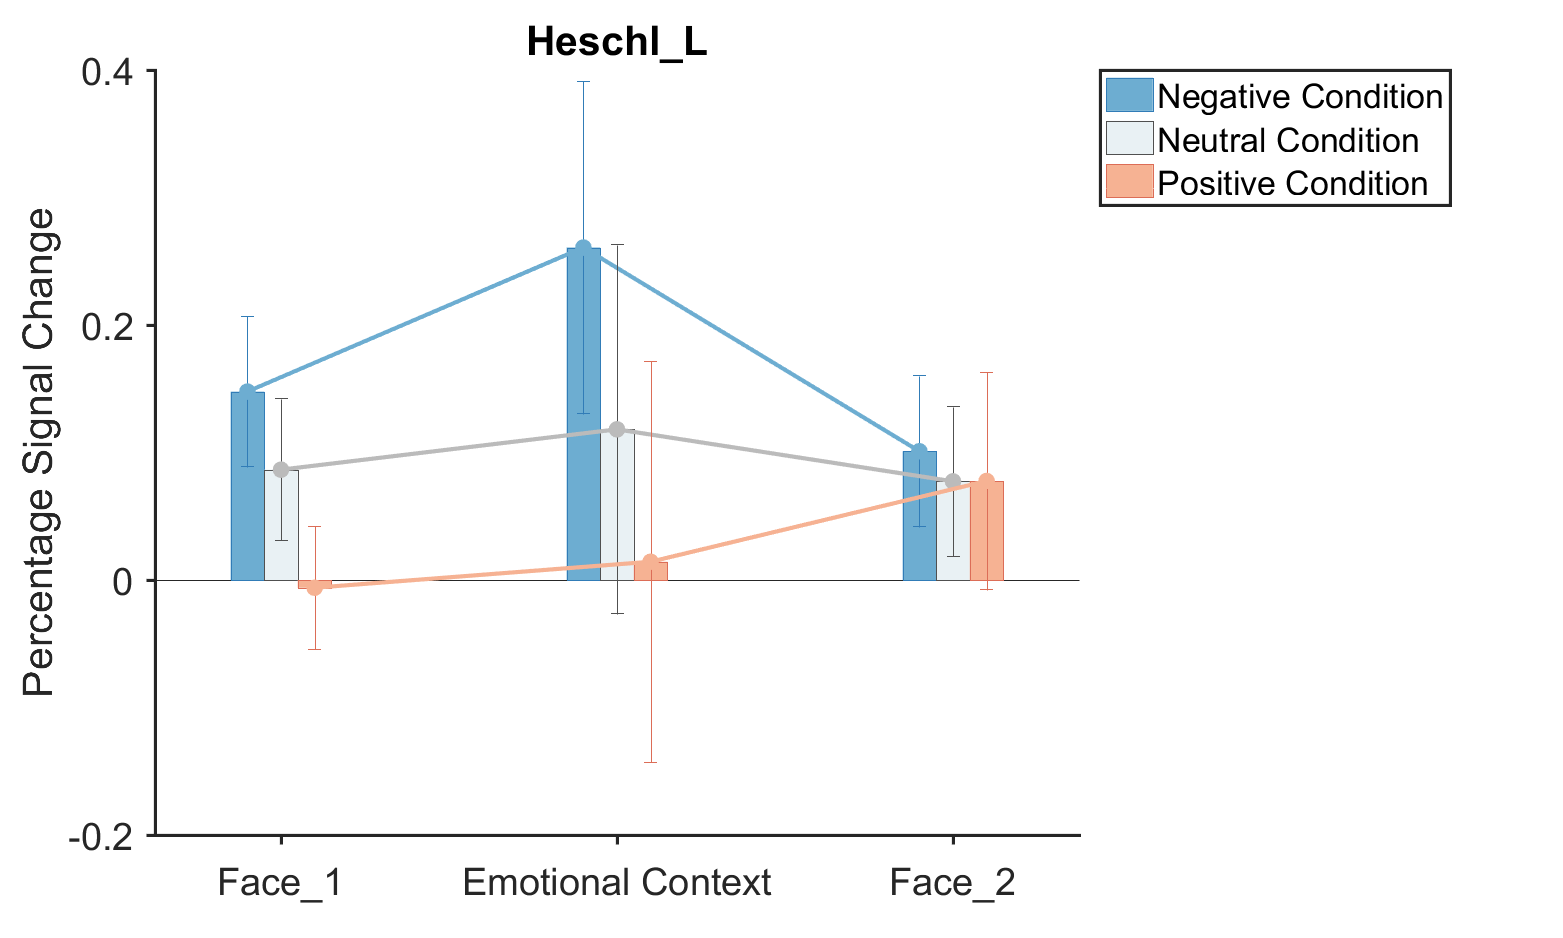 Heschl_L
0.4
0.2
0
-0.2
Percentage Signal Change
Face_1
Emotional Context
Face_2
Negative Condition
Neutral Condition
Positive Condition